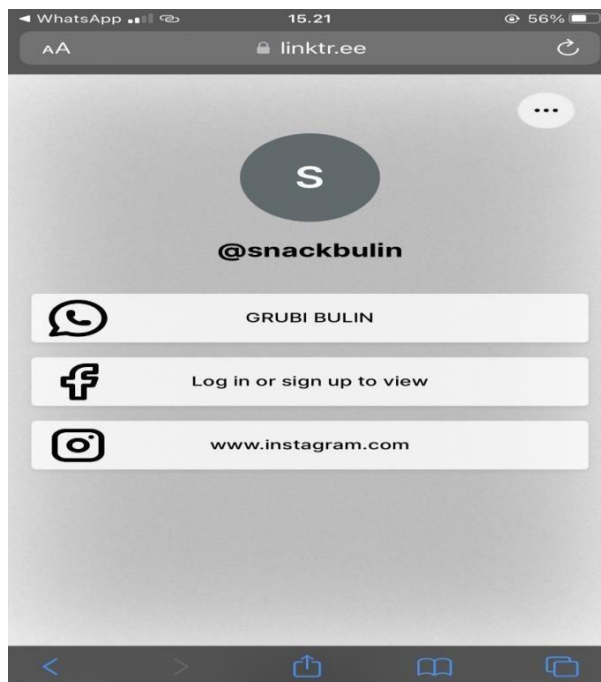 WhatsApp 15.21 56%
AA linktr.ee
S
@snackbulin
GRUBI BULIN
Log in or sign up to view
www.instagram.com